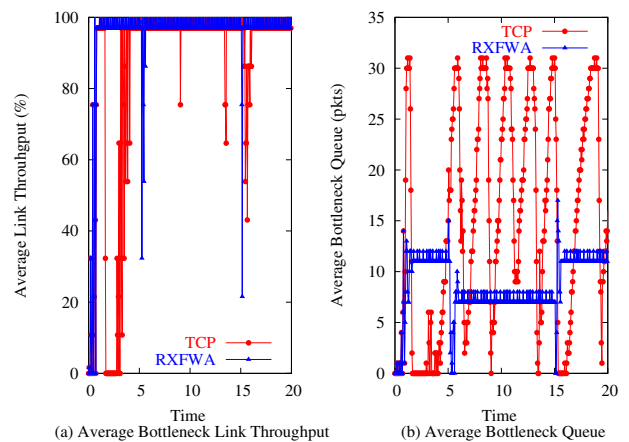 100
80
60
40
20
0
0
5
10
15
20
Average Link Throuhgput (%)
Time
TCP
RXFWA
(a) Average Bottleneck Link Throughput
40
35
30
25
20
15
10
5
0
0
5
10
15
20
Average Bottleneck Queue (pkts)
Time
TCP
RXFWA
(b) Average Bottleneck Queue